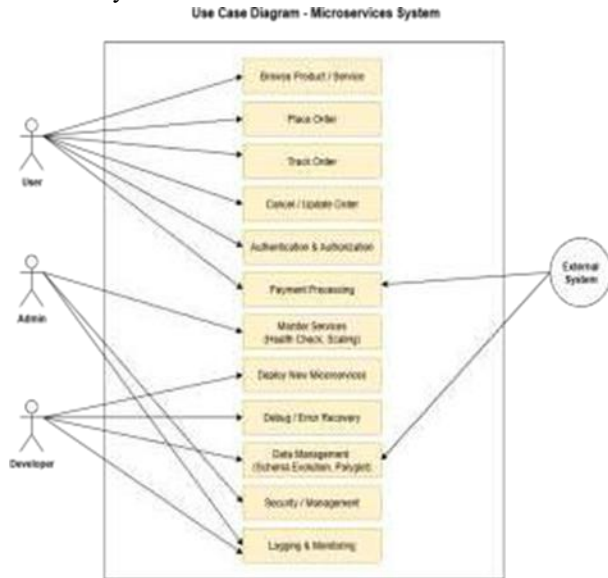 Use Case Diagram - Microservices System
Browse Product / Service
Place Order
Track Order
User
Cancel / Update Order
Authentication & Authorization
External
System
Payment Processing
Admin
Monitor Services
(Health Check, Scaling)
Deploy New Microservices
Debug / Error Recovery
Developer
Data Management
(Schema Evolution, Polyglot)
Security / Management
Logging & Monitoring